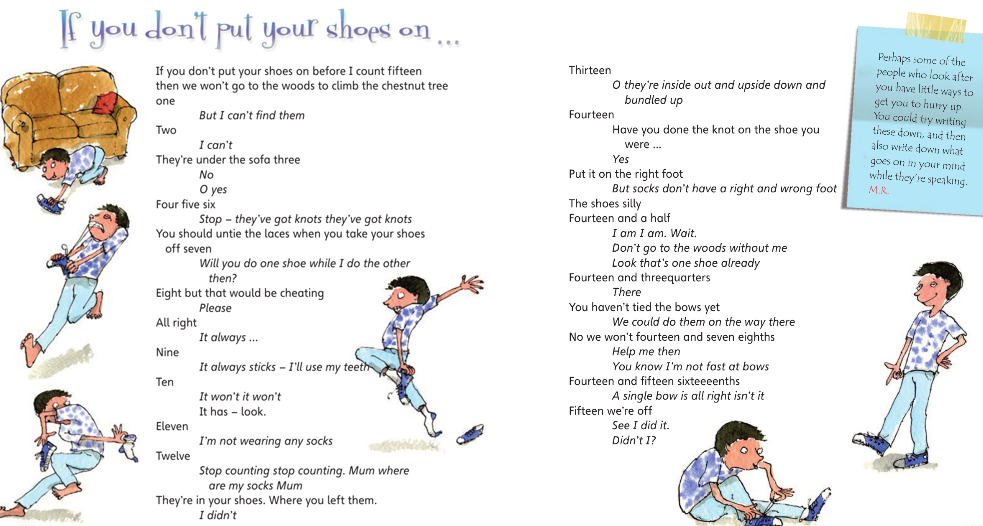 If you don't put your shoes on ...
If you don't put your shoes on before I count fifteen
then we won't go to the woods to climb the chestnut tree
one
But I can't find them
Two
I can't
They're under the sofa three
No
O yes
Four five six
Stop – they've got knots they've got knots
You should untie the laces when you take your shoes
off seven
Will you do one shoe while I do the other
then?
Eight but that would be cheating
Please
All right
It always ...
Nine
It always sticks – I'll use my teeth
Ten
It won't it won't
It has – look.
Eleven
I'm not wearing any socks
Twelve
Stop counting stop counting. Mum where
are my socks Mum
They're in your shoes. Where you left them.
I didn't
Thirteen
O they're inside out and upside down and
bundled up
Fourteen
Have you done the knot on the shoe you
were ...
Yes
Put it on the right foot
But socks don't have a right and wrong foot
The shoes silly
Fourteen and a half
I am I am. Wait.
Don't go to the woods without me
Look that's one shoe already
Fourteen and threequarters
There
You haven't tied the bows yet
We could do them on the way there
No we won't fourteen and seven eighths
Help me then
You know I'm not fast at bows
Fourteen and fifteen sixteeeenths
A single bow is all right isn't it
Fifteen we're off
See I did it.
Didn't I?
Perhaps some of the
people who look after
you have little ways to
get you to hurry up.
You could try writing
these down, and then
also write down what
goes on in your mind
while they're speaking.
M.R.